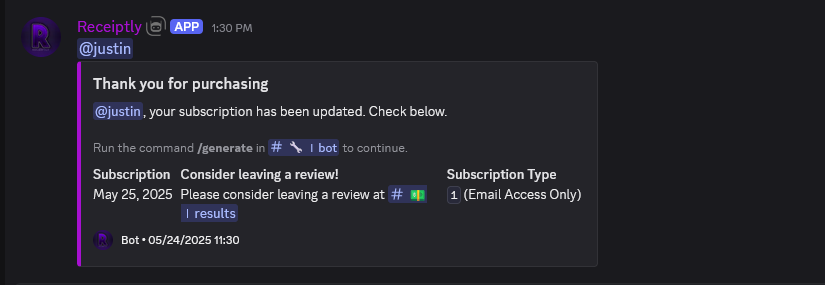 Receiptly APP 1:30 PM
@justin
Thank you for purchasing
@justin, your subscription has been updated. Check below.
Run the command /generate in # 🔧 | bot to continue.
Subscription Consider leaving a review! Subscription Type
May 25, 2025 Please consider leaving a review at # 💵 1 (Email Access Only)
| results
Bot • 05/24/2025 11:30